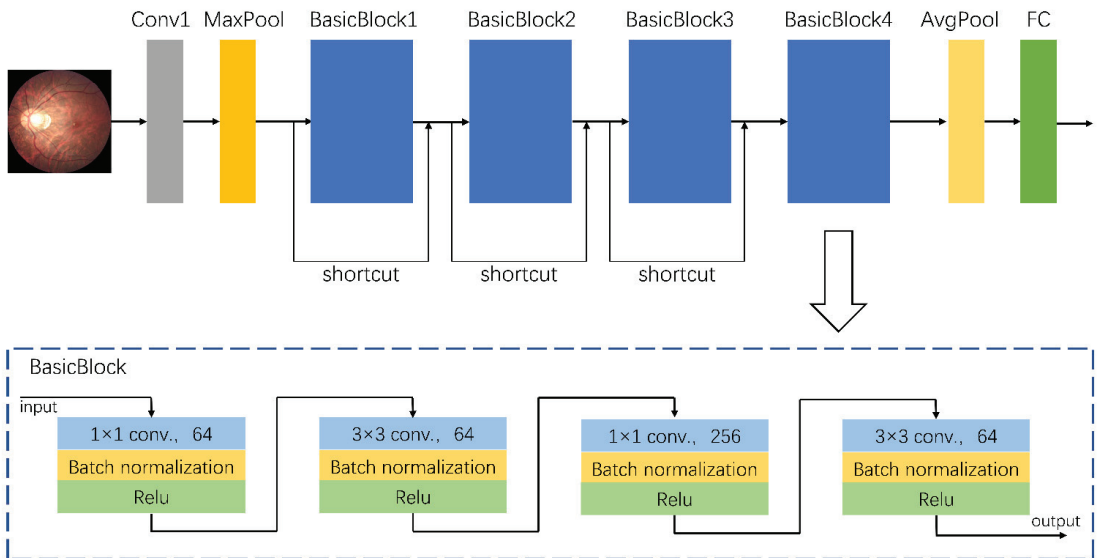 Conv1 MaxPool BasicBlock1 BasicBlock2 BasicBlock3 BasicBlock4 AvgPool FC
shortcut shortcut shortcut
BasicBlock
input
1×1 conv., 64 3×3 conv., 64 1×1 conv., 256 3×3 conv., 64
Batch normalization Batch normalization Batch normalization Batch normalization
Relu Relu Relu Relu
output